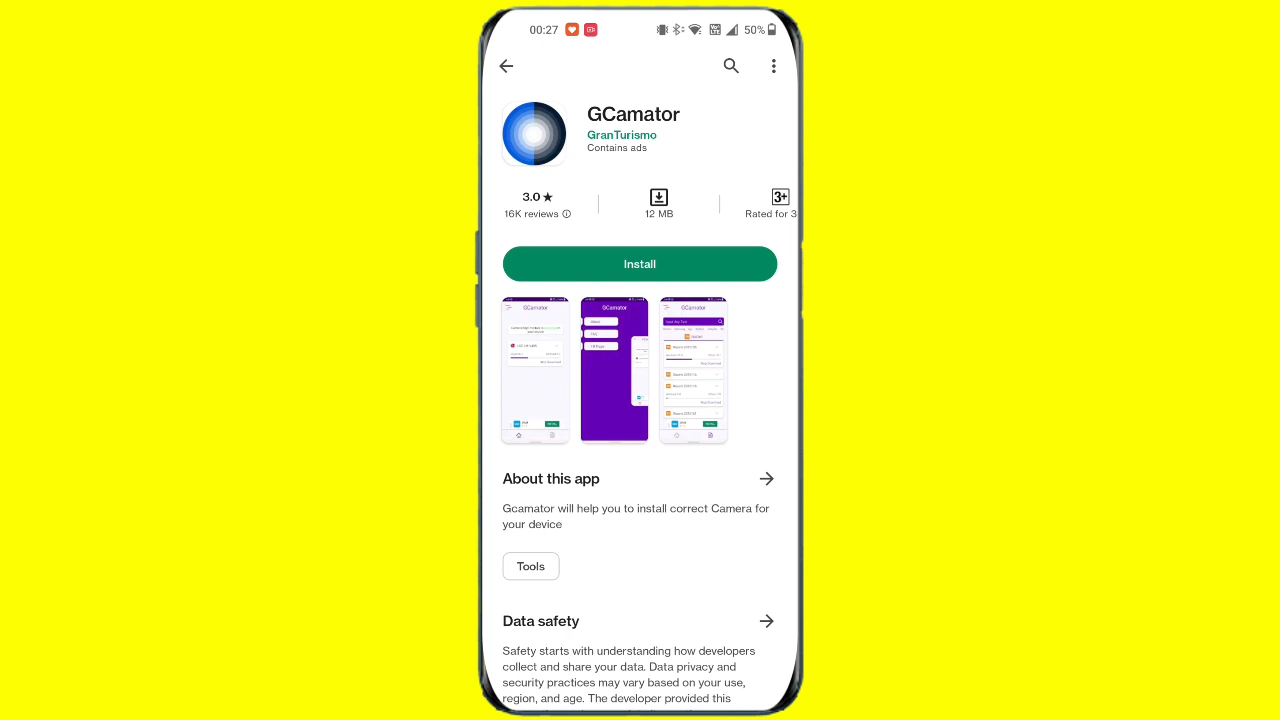 00:27
50%
GCamator
GranTurismo
Contains ads
3.0★
16K reviews
12 MB
3+
Rated for 3
Install
GCamator
GCamator
GCamator
About this app
Gcamator will help you to install correct Camera for
your device
Tools
Data safety
Safety starts with understanding how developers
collect and share your data. Data privacy and
security practices may vary based on your use,
region, and age. The developer provided this